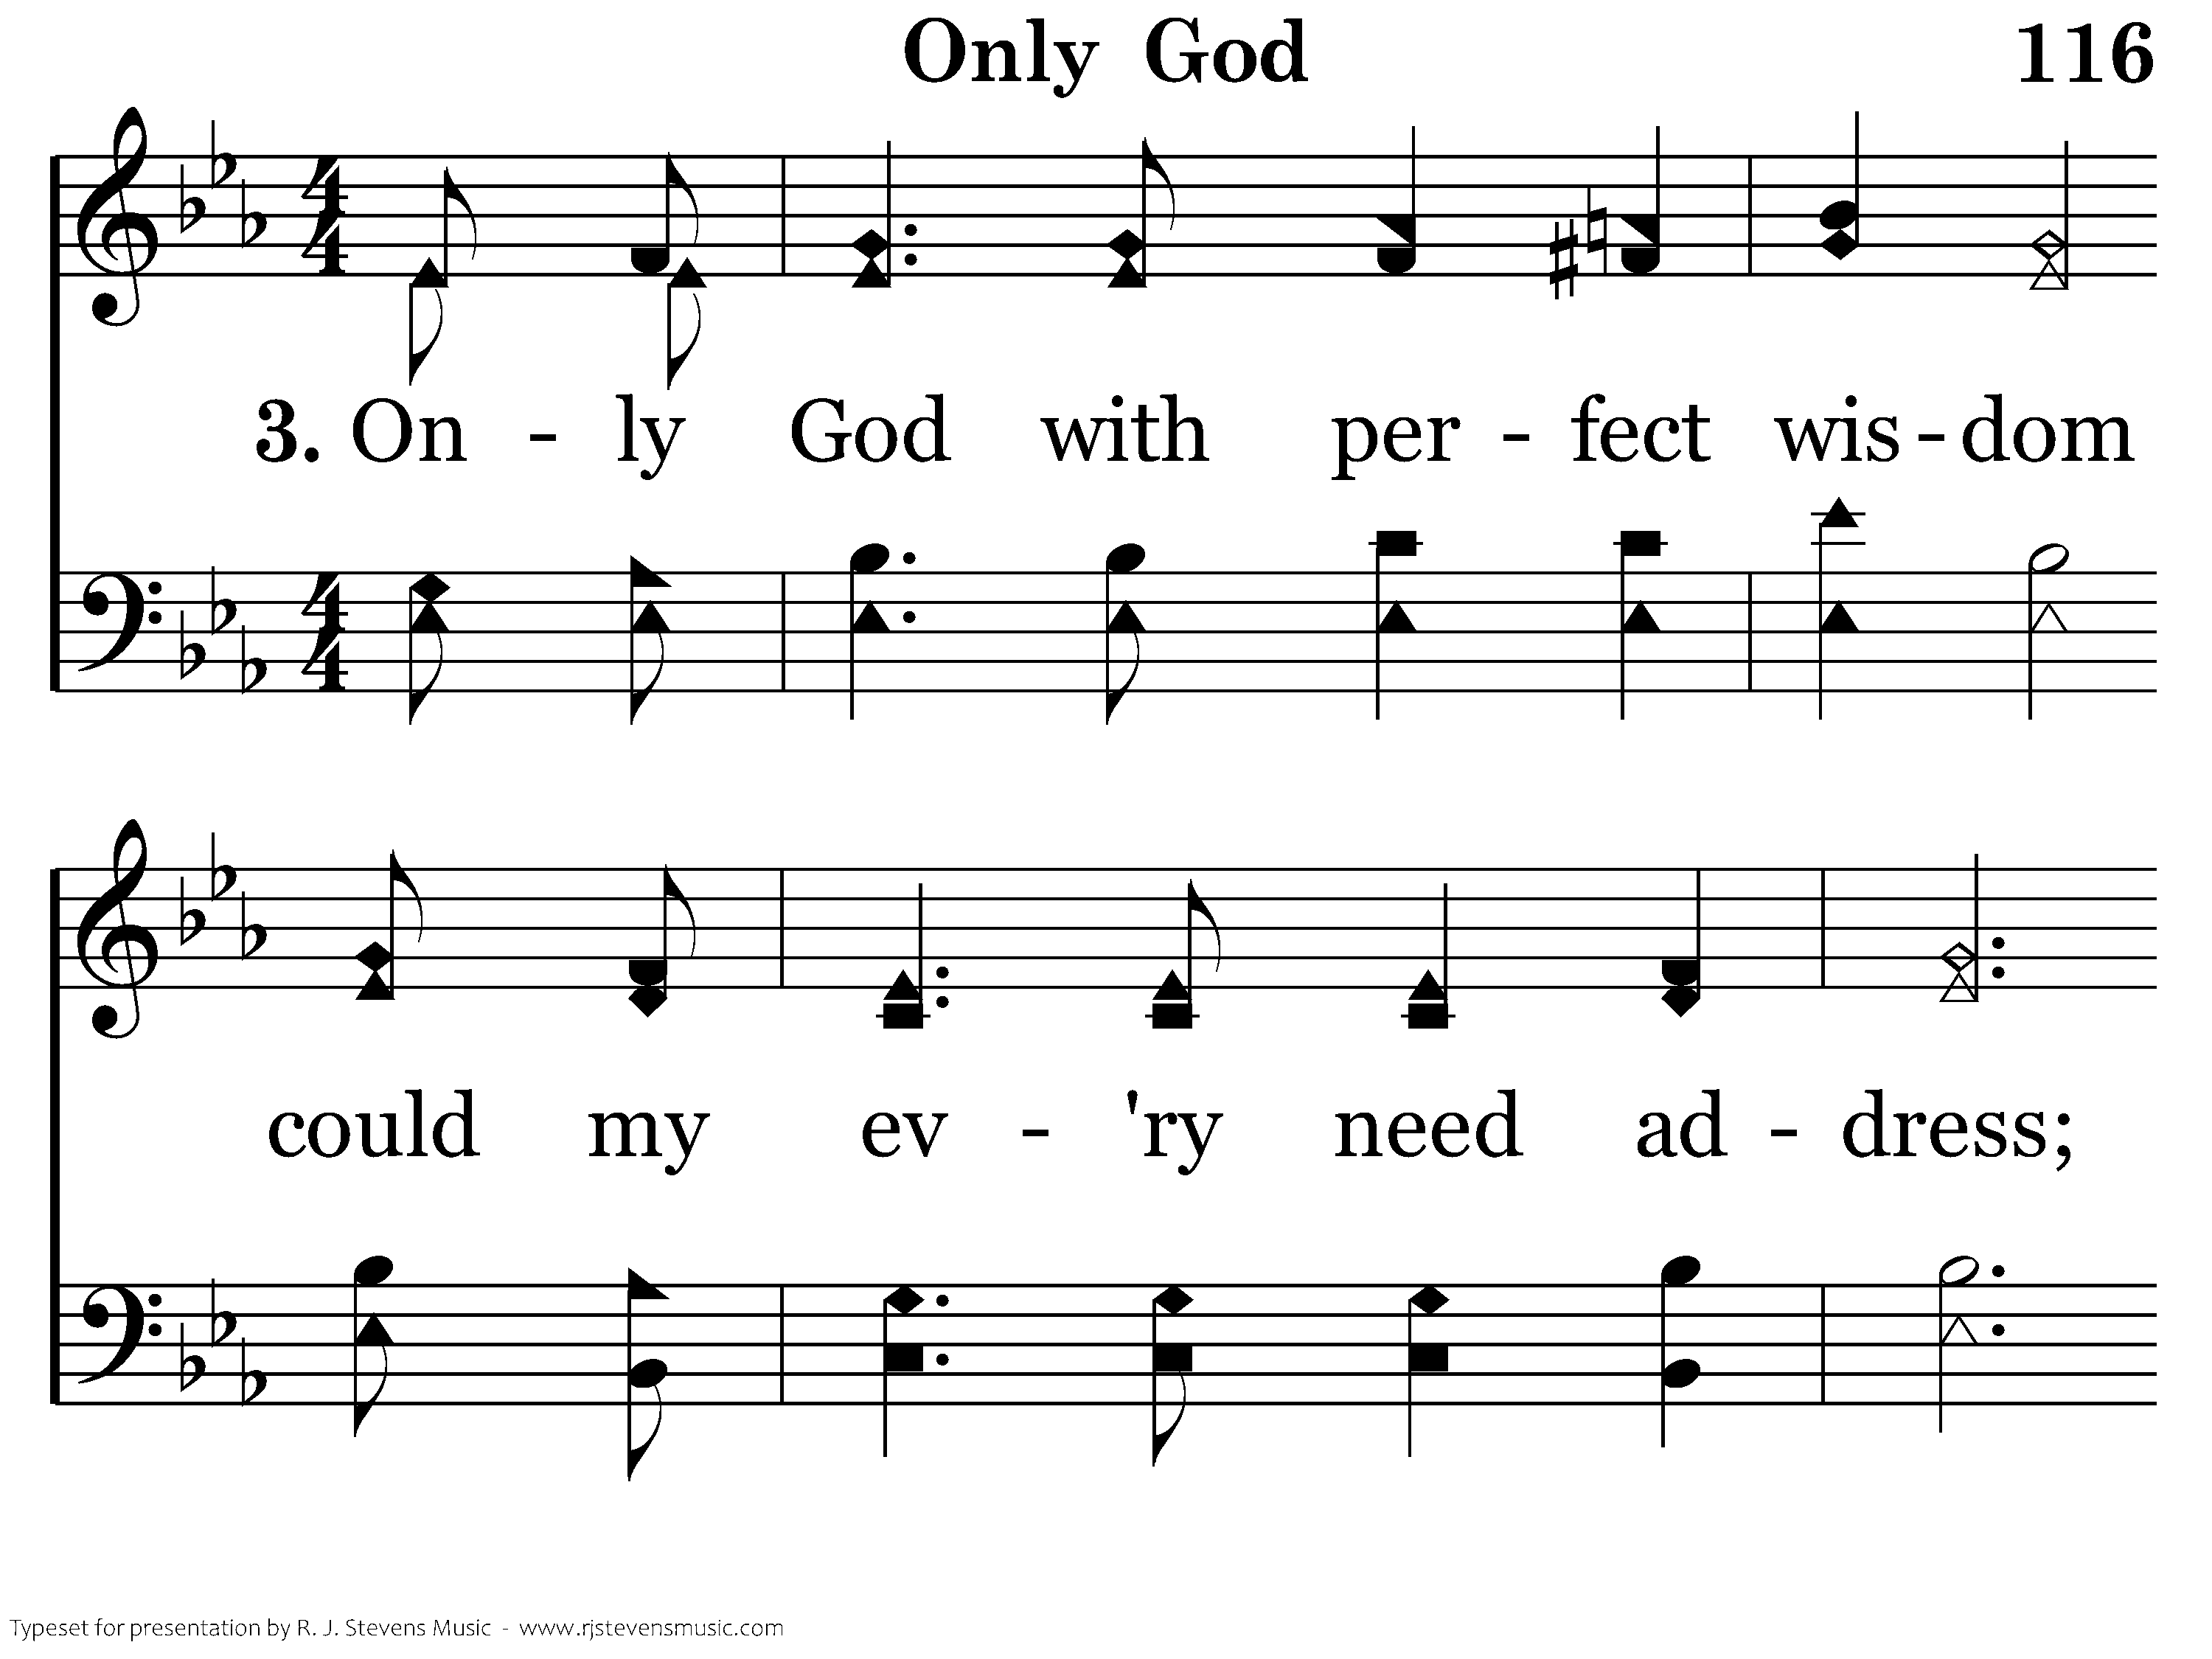 Only God 116
3. On - ly God with per - fect wis - dom
could my ev - 'ry need ad - dress;
Typeset for presentation by R. J. Stevens Music - www.rjstevensmusic.com